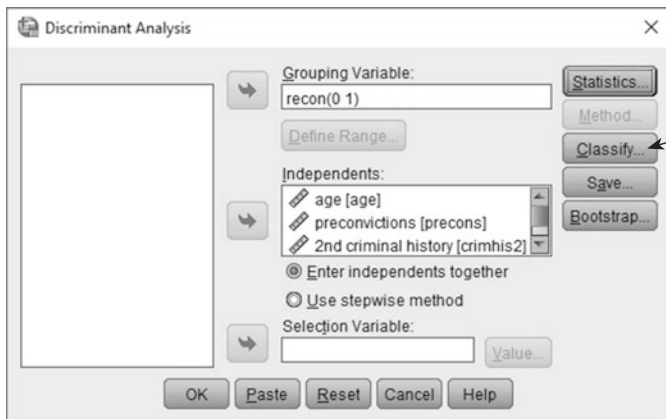 Discriminant Analysis
Grouping Variable:
recon(0 1)
Define Range...
Independents:
age [age]
preconvictions [precons]
2nd criminal history [crimhis2]
Enter independents together
Use stepwise method
Selection Variable:
Value...
Statistics...
Method...
Classify...
Save...
Bootstrap...
OK Paste Reset Cancel Help